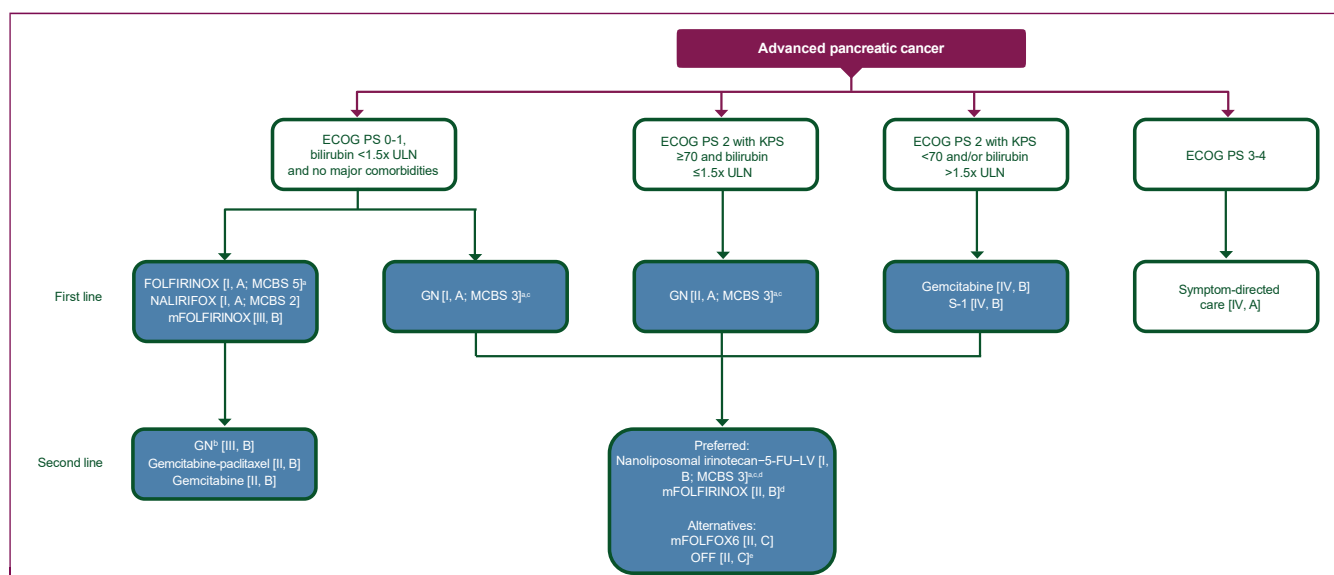 Advanced pancreatic cancer
ECOG PS 0-1,
bilirubin <1.5x ULN
and no major comorbidities
ECOG PS 2 with KPS
≥70 and bilirubin
≤1.5x ULN
ECOG PS 2 with KPS
<70 and/or bilirubin
>1.5x ULN
ECOG PS 3-4
First line
FOLFIRINOX [I, A; MCBS 5]ᵃ
NALIRIFOX [I, A; MCBS 2]
mFOLFIRINOX [III, B]
GN [I, A; MCBS 3]ᵃ,ᶜ
GN [II, A; MCBS 3]ᵃ,ᶜ
Gemcitabine [IV, B]
S-1 [IV, B]
Symptom-directed
care [IV, A]
Second line
GNᵇ [III, B]
Gemcitabine-paclitaxel [II, B]
Gemcitabine [II, B]
Preferred:
Nanoliposomal irinotecan−5-FU−LV [I,
B; MCBS 3]ᵃ,ᶜ,ᵈ
mFOLFIRINOX [II, B]ᵈ
Alternatives:
mFOLFOX6 [II, C]
OFF [II, C]ᵉ